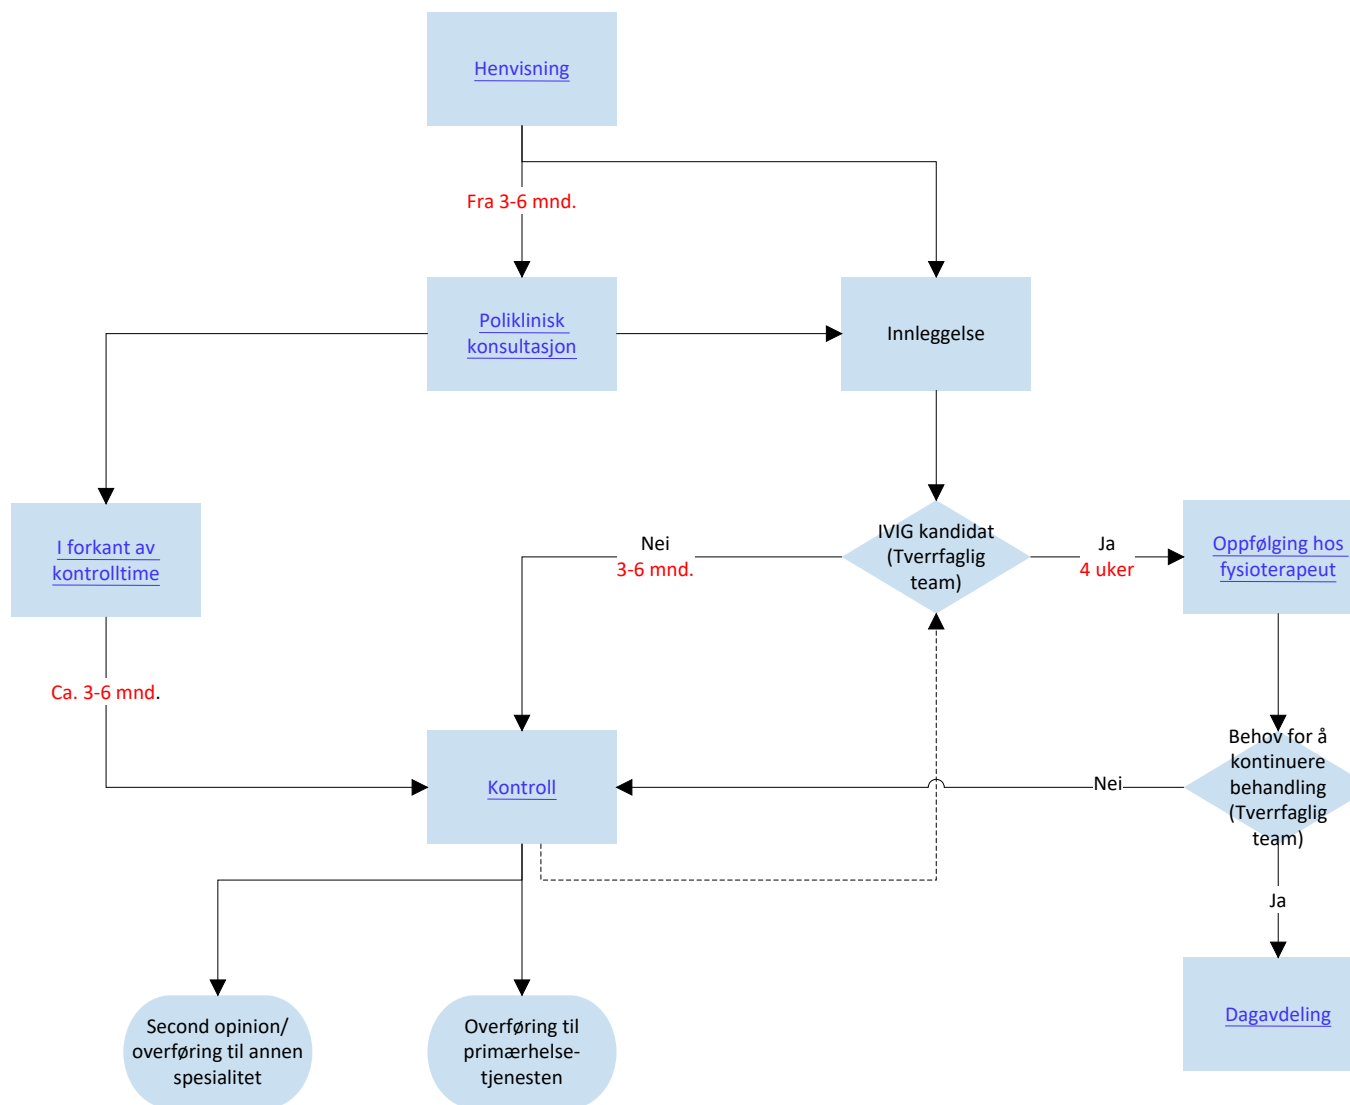 Henvisning
Fra 3-6 mnd.
Poliklinisk
konsultasjon
Innleggelse
I forkant av
kontrolltime
Nei
3-6 mnd.
IVIG kandidat
(Tverrfaglig
team)
Ja
4 uker
Oppfølging hos
fysioterapeut
Ca. 3-6 mnd.
Kontroll
Nei
Behov for å
kontinuere
behandling
(Tverrfaglig
team)
Ja
Second opinion/
overføring til annen
spesialitet
Overføring til
primærhelse-
tjenesten
Dagavdeling